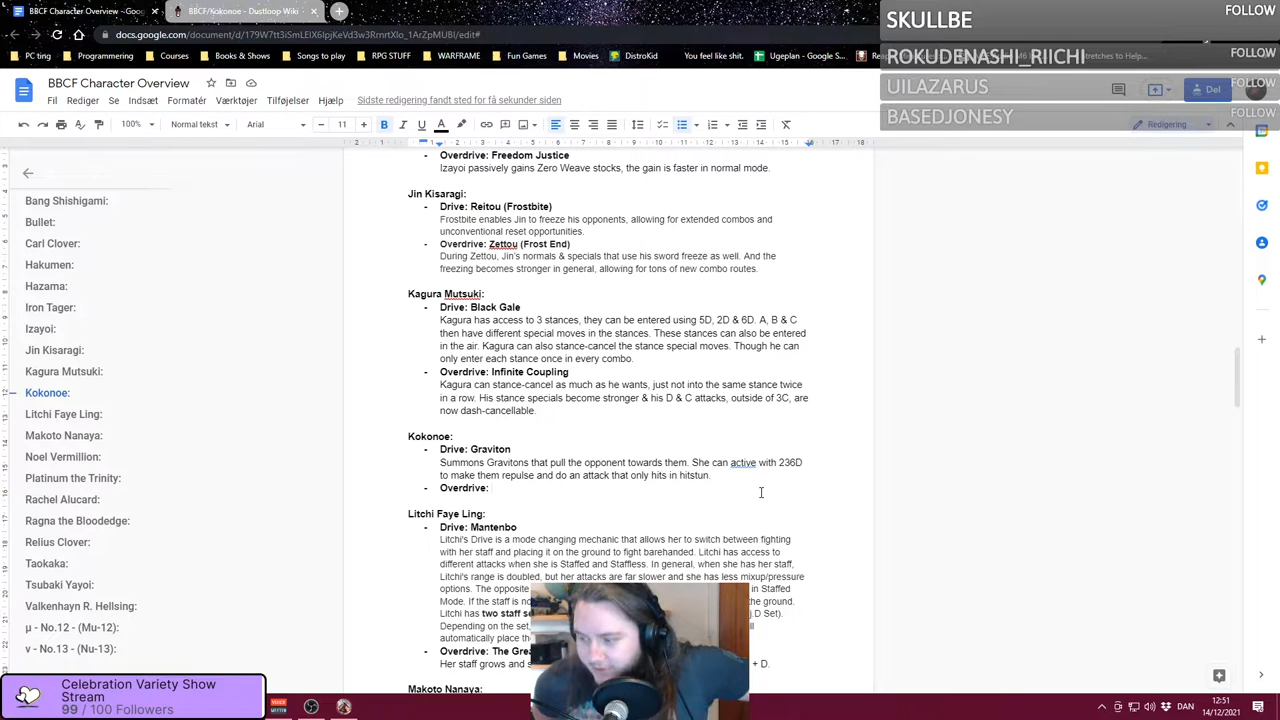 BBCF Character Overview - Goog
BBCF/Kokonoe - Dustloop Wiki
docs.google.com/document/d/179W7tt3iSmLElX6IpjKeVd3w3RmrtXlo_1ArZpMUBl/edit#
PC ting
Programmering
Courses
Books & Shorts
Songs to play
RPG STUFF
WARFRAME
Fun Games
Movies
DistroKid
You feel like shit.
Ugeplan - Google...
SKULLBE
FOLLOW
ROKUDENASHI_RIICHI
FOLLOW
UILAZARUS
FOLLOW
BASEDJONESY
FOLLOW
BBCF Character Overview
Fil Rediger Se Indsæt Formatér Værktøjer Tilføjelser Hjælp
Sidste redigering fandt sted for få sekunder siden
Del
100%
Normal tekst
Arial
11
Redigering
Bang Shishigami:
Bullet:
Carl Clover:
Hakumen:
Hazama:
Iron Tager:
Izayoi:
Jin Kisaragi:
Kagura Mutsuki:
Kokonoe:
Litchi Faye Ling:
Makoto Nanaya:
Noel Vermillion:
Platinum the Trinity:
Rachel Alucard:
Ragna the Bloodedge:
Relius Clover:
Taokaka:
Tsubaki Yayoi:
Valkenhayn R. Hellsing:
μ - No.12 - (Mu-12):
ν - No.13 - (Nu-13):
- Overdrive: Freedom Justice
Izayoi passively gains Zero Weave stocks, the gain is faster in normal mode.
Jin Kisaragi:
- Drive: Reitou (Frostbite)
Frostbite enables Jin to freeze his opponents, allowing for extended combos and
unconventional reset opportunities.
- Overdrive: Zettou (Frost End)
During Zettou, Jin's normals & specials that use his sword freeze as well. And the
freezing becomes stronger in general, allowing for tons of new combo routes.
Kagura Mutsuki:
- Drive: Black Gale
Kagura has access to 3 stances, they can be entered using 5D, 2D & 6D. A, B & C
then have different special moves in the stances. These stances can also be entered
in the air. Kagura can also stance-cancel the stance special moves. Though he can
only enter each stance once in every combo.
- Overdrive: Infinite Coupling
Kagura can stance-cancel as much as he wants, just not into the same stance twice
in a row. His stance specials become stronger & his D & C attacks, outside of 3C, are
now dash-cancellable.
Kokonoe:
- Drive: Graviton
Summons Gravitons that pull the opponent towards them. She can active with 236D
to make them repulse and do an attack that only hits in hitstun.
- Overdrive:
Litchi Faye Ling:
- Drive: Mantenbo
Litchi's Drive is a mode changing mechanic that allows her to switch between fighting
with her staff and placing it on the ground to fight barehanded. Litchi has access to
different attacks when she is Staffed and Staffless. In general, when she has her staff,
Litchi's range is doubled, but her attacks are far slower and she has less mixup/pressure
options. The opposite in Staffed
Mode. If the staff is no the ground.
Litchi has two staff se j.D Set).
Depending on the set,
automatically place the
- Overdrive: The Grea
Her staff grows and s + D.
Makoto Nanaya:
Celebration Variety Show
Stream
99 / 100 Followers
DAN
12:51
14/12/2021